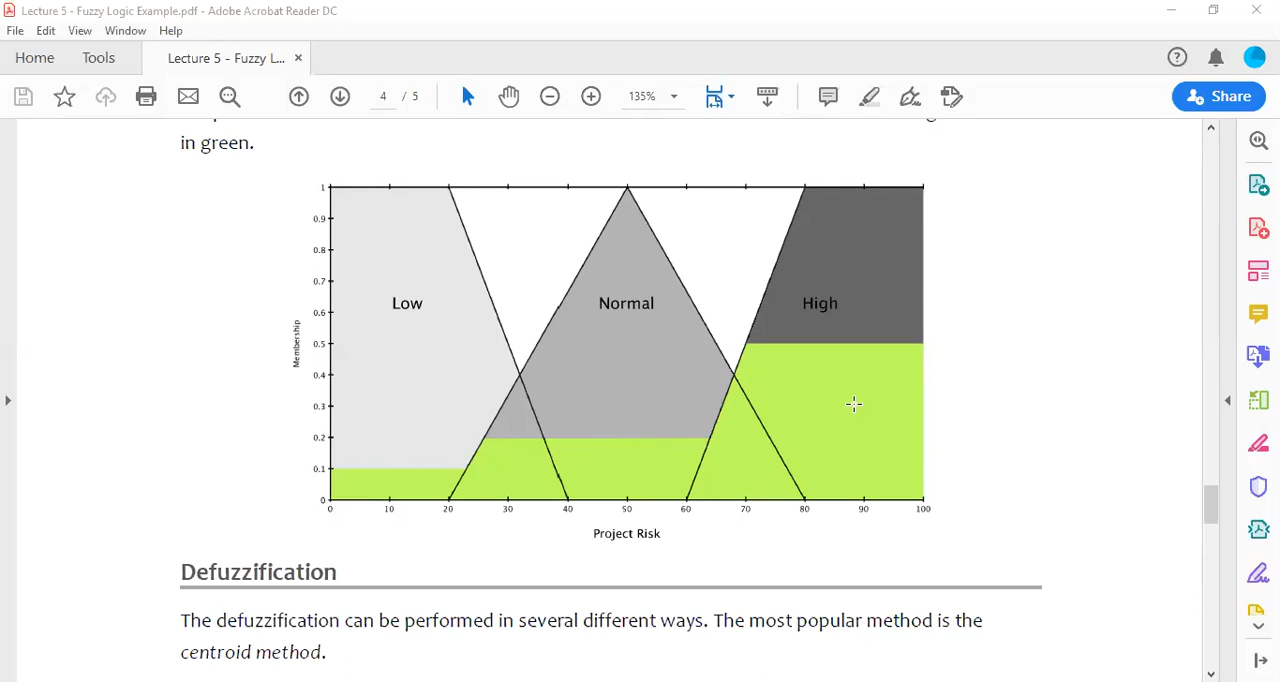 Lecture 5 - Fuzzy Logic Example.pdf - Adobe Acrobat Reader DC
File Edit View Window Help
Home Tools Lecture 5 - Fuzzy L... ×
4 / 5 135% Share
in green.
1
0.9
0.8
0.7
0.6
0.5
0.4
0.3
0.2
0.1
0
Membership
Low Normal High
0 10 20 30 40 50 60 70 80 90 100
Project Risk
Defuzzification
The defuzzification can be performed in several different ways. The most popular method is the
centroid method.